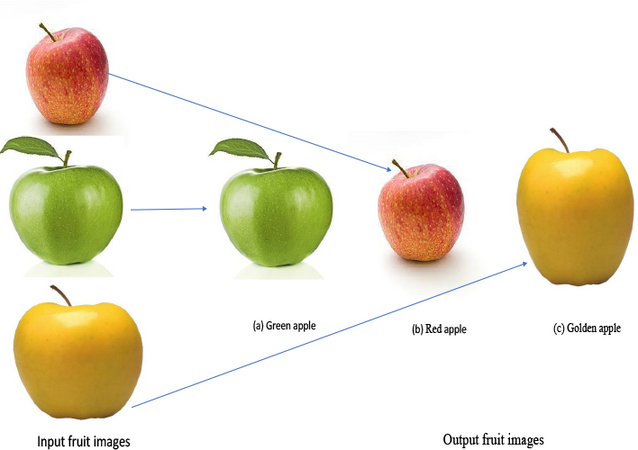 (a) Green apple
(b) Red apple
(c) Golden apple
Input fruit images
Output fruit images